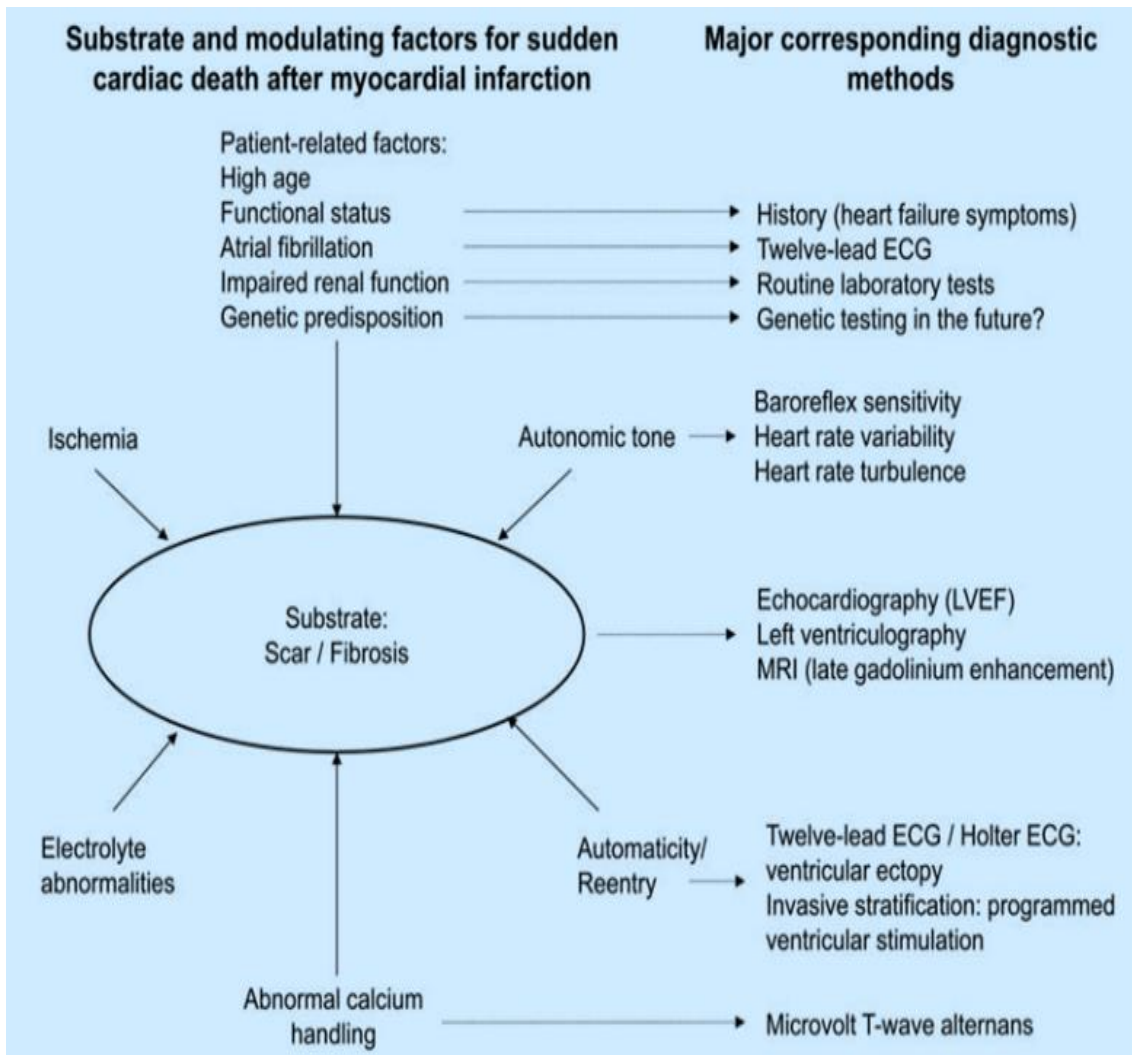 Substrate and modulating factors for sudden
cardiac death after myocardial infarction
Major corresponding diagnostic
methods
Patient-related factors:
High age
Functional status
Atrial fibrillation
Impaired renal function
Genetic predisposition
History (heart failure symptoms)
Twelve-lead ECG
Routine laboratory tests
Genetic testing in the future?
Ischemia
Autonomic tone
Baroreflex sensitivity
Heart rate variability
Heart rate turbulence
Substrate:
Scar / Fibrosis
Echocardiography (LVEF)
Left ventriculography
MRI (late gadolinium enhancement)
Electrolyte
abnormalities
Automaticity/
Reentry
Twelve-lead ECG / Holter ECG:
ventricular ectopy
Invasive stratification: programmed
ventricular stimulation
Abnormal calcium
handling
Microvolt T-wave alternans